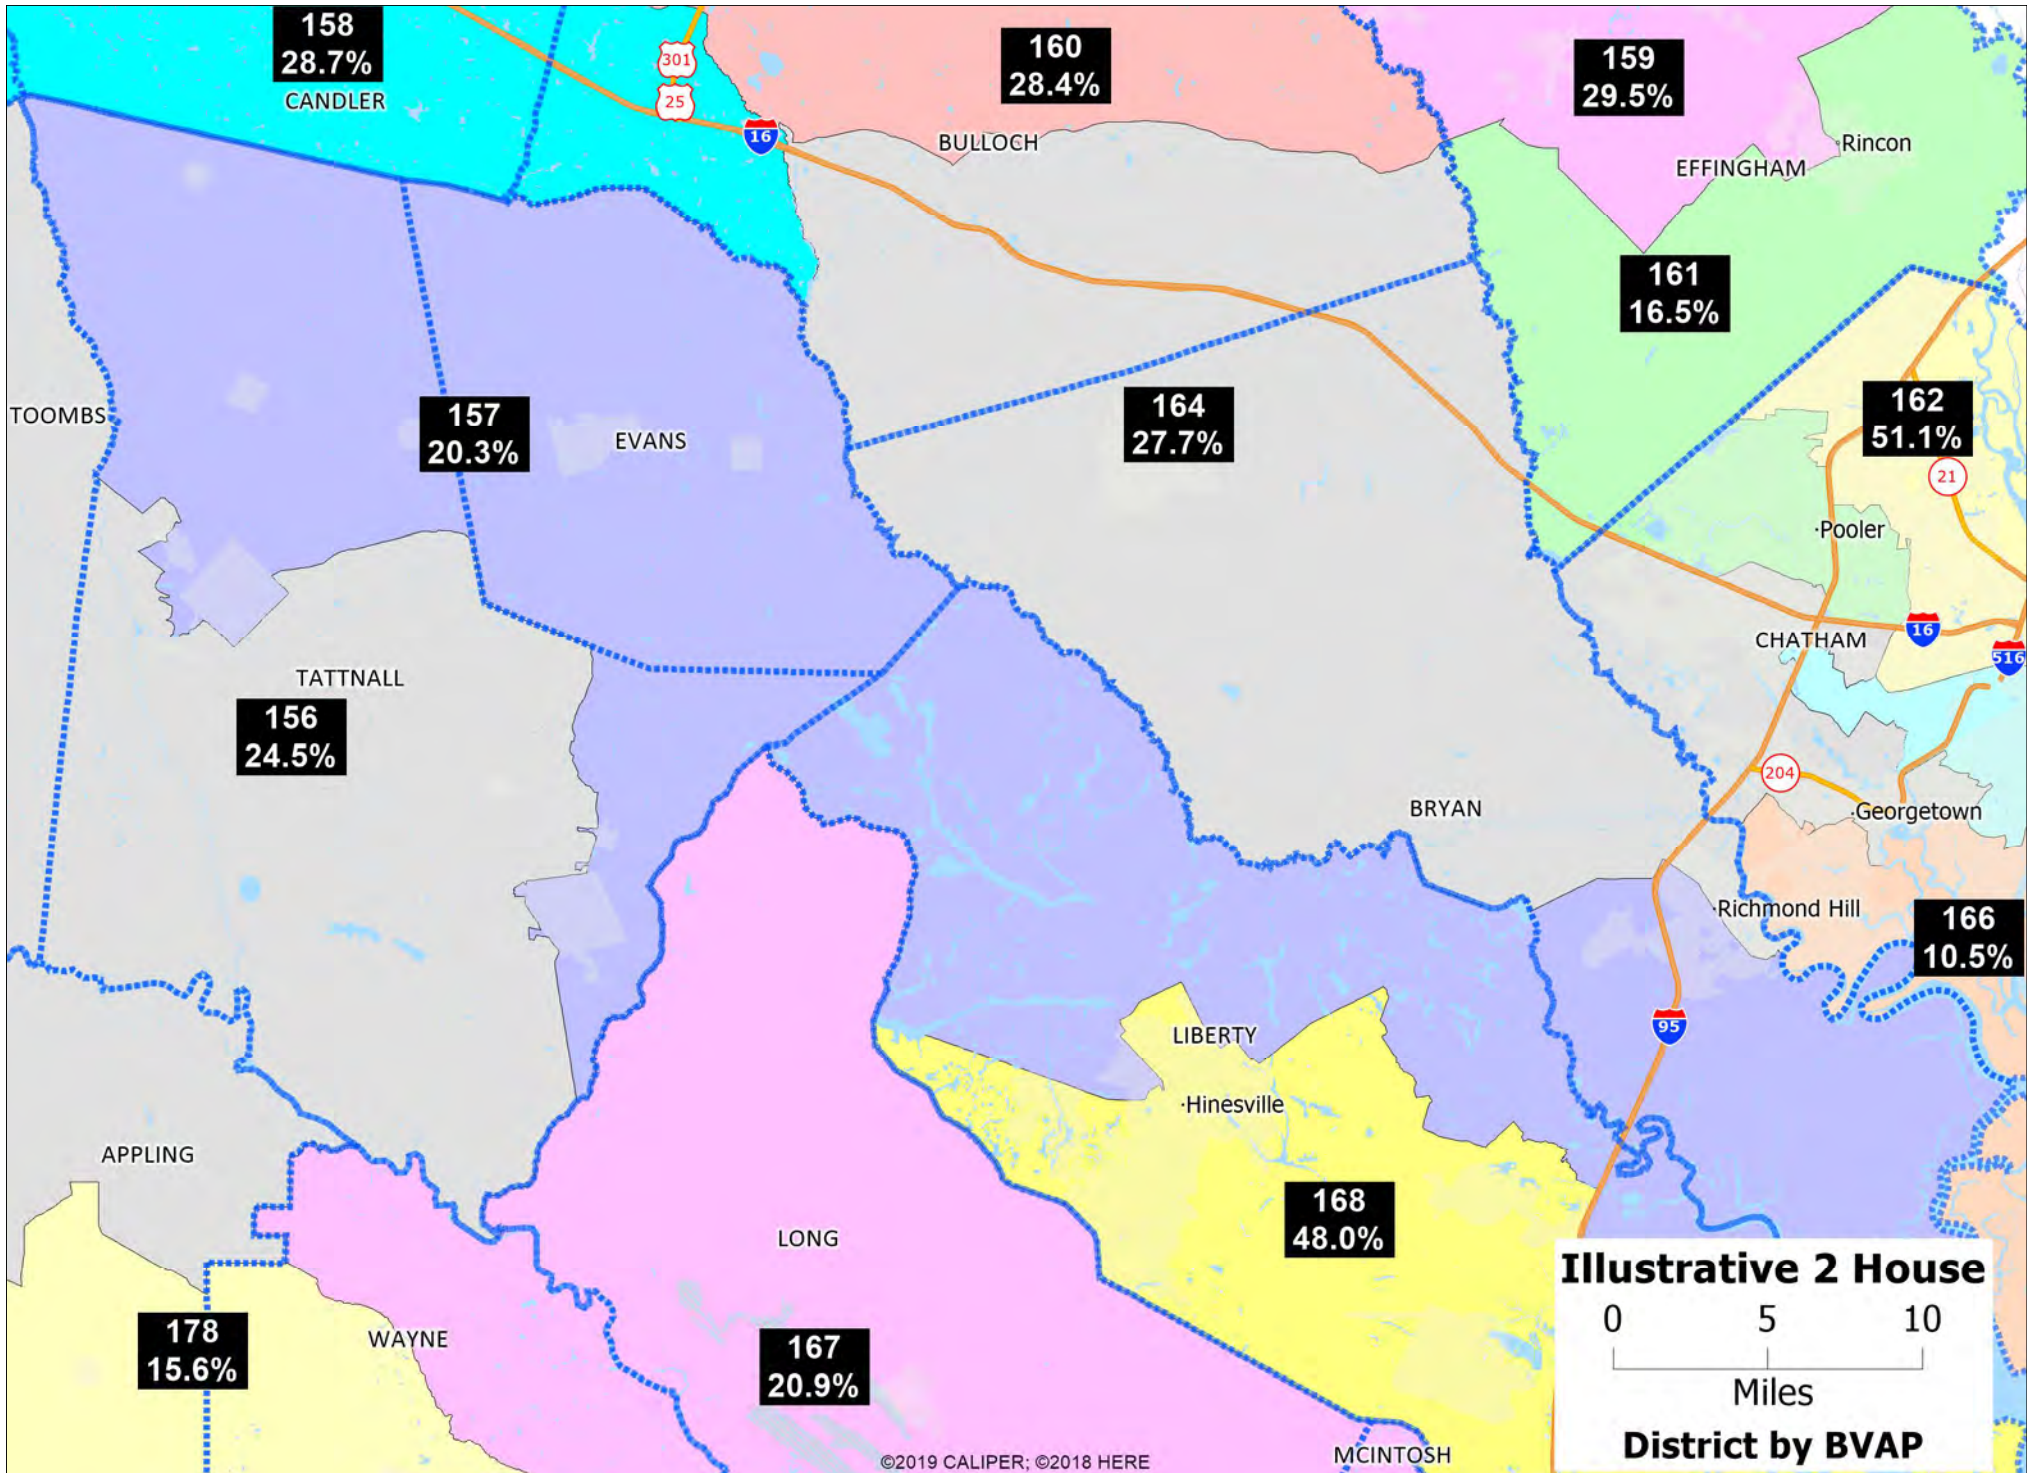 158
28.7%
CANDLER
301
25
16
160
28.4%
BULLOCH
159
29.5%
EFFINGHAM
Rincon
161
16.5%
TOOMBS
157
20.3%
EVANS
164
27.7%
162
51.1%
21
Pooler
16
516
CHATHAM
TATTNALL
156
24.5%
204
Georgetown
BRYAN
Richmond Hill
166
10.5%
95
LIBERTY
Hinesville
APPLING
168
48.0%
LONG
178
15.6%
WAYNE
167
20.9%
MCINTOSH
©2019 CALIPER; ©2018 HERE
Illustrative 2 House
0 5 10
Miles
District by BVAP